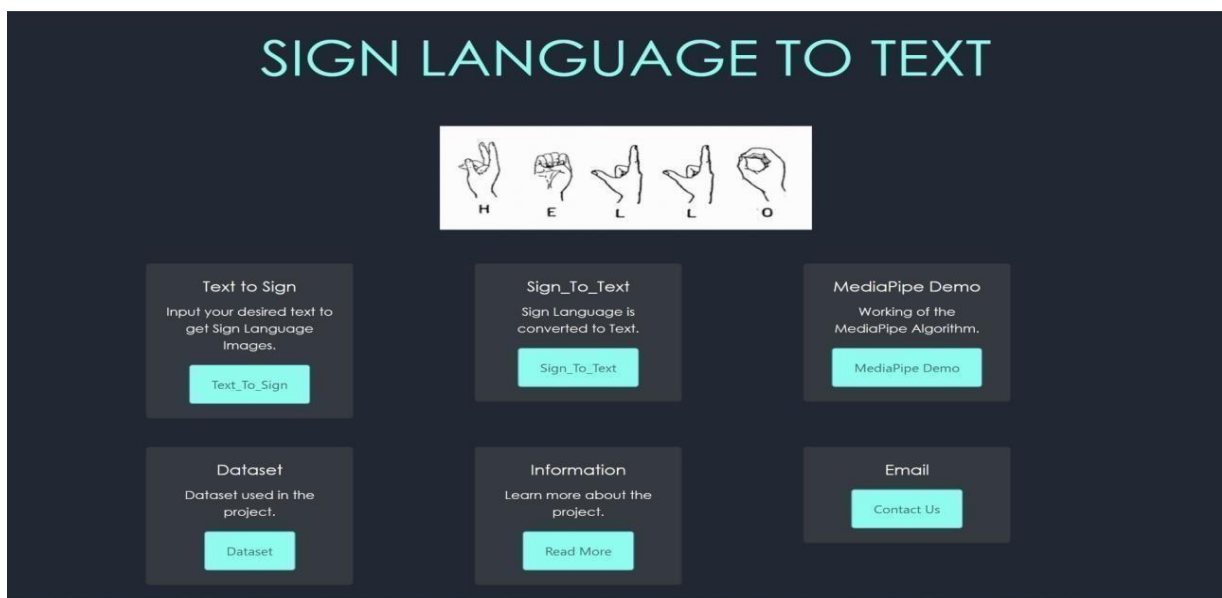 SIGN LANGUAGE TO TEXT
H E L L O
Text to Sign
Input your desired text to
get Sign Language
Images.
Text_To_Sign
Sign_To_Text
Sign Language is
converted to Text.
Sign_To_Text
MediaPipe Demo
Working of the
MediaPipe Algorithm.
MediaPipe Demo
Dataset
Dataset used in the
project.
Dataset
Information
Learn more about the
project.
Read More
Email
Contact Us